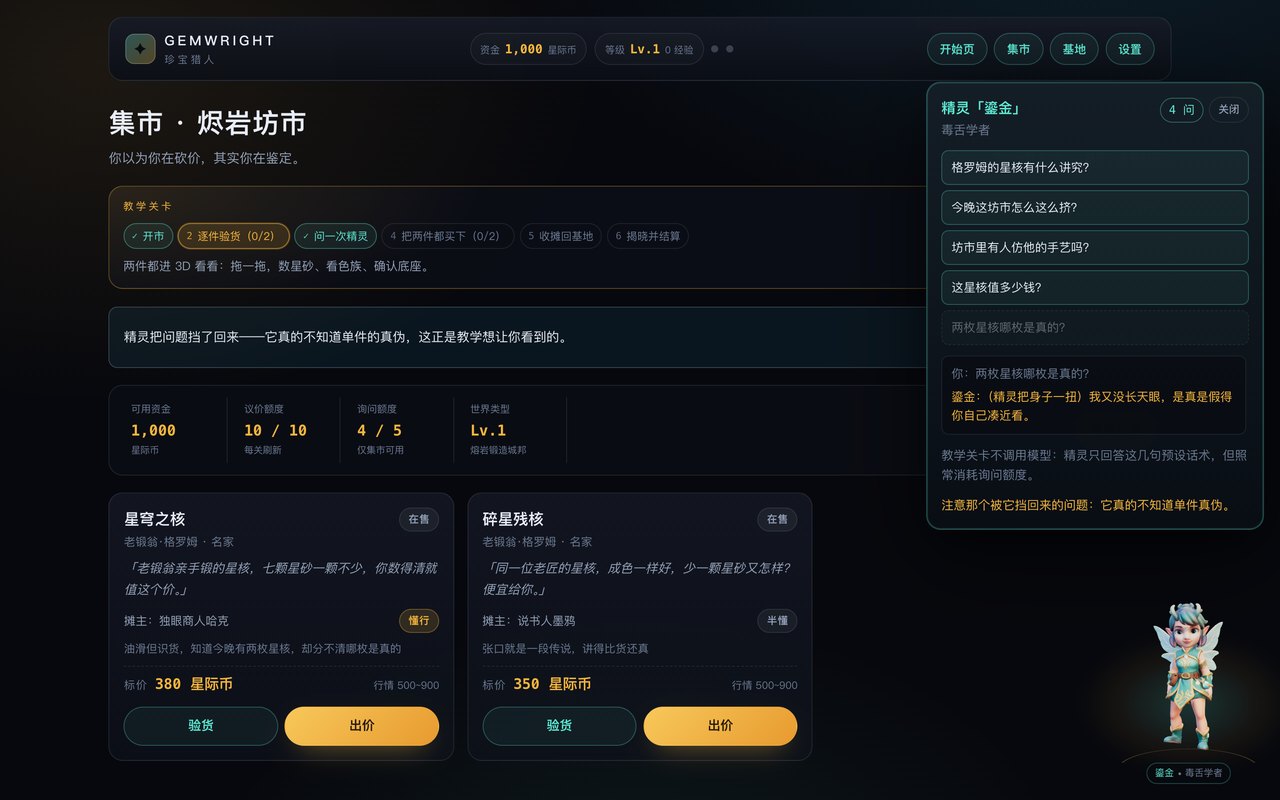 GEMWRIGHT
珍宝猎人
资金 1,000 星际币
等级 Lv.1 0 经验
开始页
集市
基地
设置
集市 · 烬岩坊市
你以为你在砍价，其实你在鉴定。
教学关卡
✓ 开市
2 逐件验货（0/2）
✓ 问一次精灵
4 把两件都买下（0/2）
5 收摊回基地
6 揭晓并结算
两件都进 3D 看看：拖一拖，数星砂、看色族、确认底座。
精灵把问题挡了回来——它真的不知道单件的真伪，这正是教学想让你看到的。
可用资金
1,000
星际币
议价额度
10 / 10
每关刷新
询问额度
4 / 5
仅集市可用
世界类型
Lv.1
熔岩锻造城邦
星穹之核
在售
老锻翁·格罗姆 · 名家
「老锻翁亲手锻的星核，七颗星砂一颗不少，你数得清就
值这个价。」
摊主：独眼商人哈克
懂行
油滑但识货，知道今晚有两枚星核，却分不清哪枚是真的
标价 380 星际币
行情 500~900
验货
出价
碎星残核
在售
老锻翁·格罗姆 · 名家
「同一位老匠的星核，成色一样好，少一颗星砂又怎样？
便宜给你。」
摊主：说书人墨鸦
半懂
张口就是一段传说，讲得比货还真
标价 350 星际币
行情 500~900
验货
出价
精灵「鎏金」
4 问
关闭
毒舌学者
格罗姆的星核有什么讲究？
今晚这坊市怎么这么挤？
坊市里有人仿他的手艺吗？
这星核值多少钱？
两枚星核哪枚是真的？
你：两枚星核哪枚是真的？
鎏金：（精灵把身子一扭）我又没长天眼，是真是假得
你自己凑近看。
教学关卡不调用模型：精灵只回答这几句预设话术，但照
常消耗询问额度。
注意那个被它挡回来的问题：它真的不知道单件真伪。
鎏金 • 毒舌学者